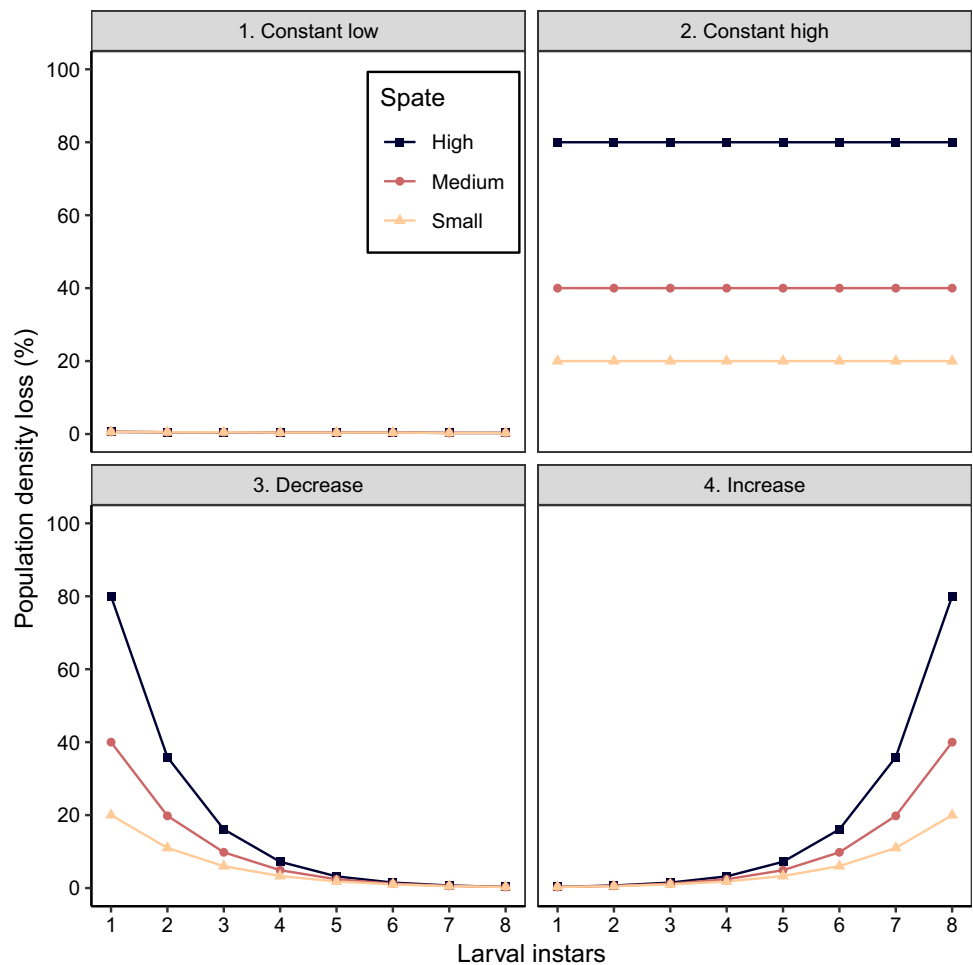 1. Constant low
2. Constant high
100
80
60
40
20
0
Spate
High
Medium
Small
Population density loss (%)
3. Decrease
4. Increase
100
80
60
40
20
0
1 2 3 4 5 6 7 8
1 2 3 4 5 6 7 8
Larval instars